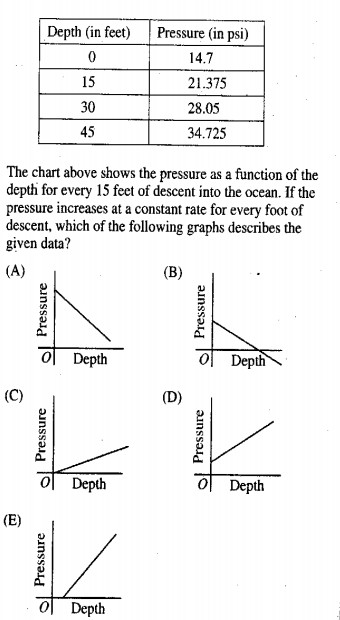 Depth (in feet) Pressure (in psi)
0 14.7
15 21.375
30 28.05
45 34.725
The chart above shows the pressure as a function of the
depth for every 15 feet of descent into the ocean. If the
pressure increases at a constant rate for every foot of
descent, which of the following graphs describes the
given data?
(A) (B)
Pressure Pressure
O Depth O Depth
(C) (D)
Pressure Pressure
O Depth O Depth
(E)
Pressure
O Depth